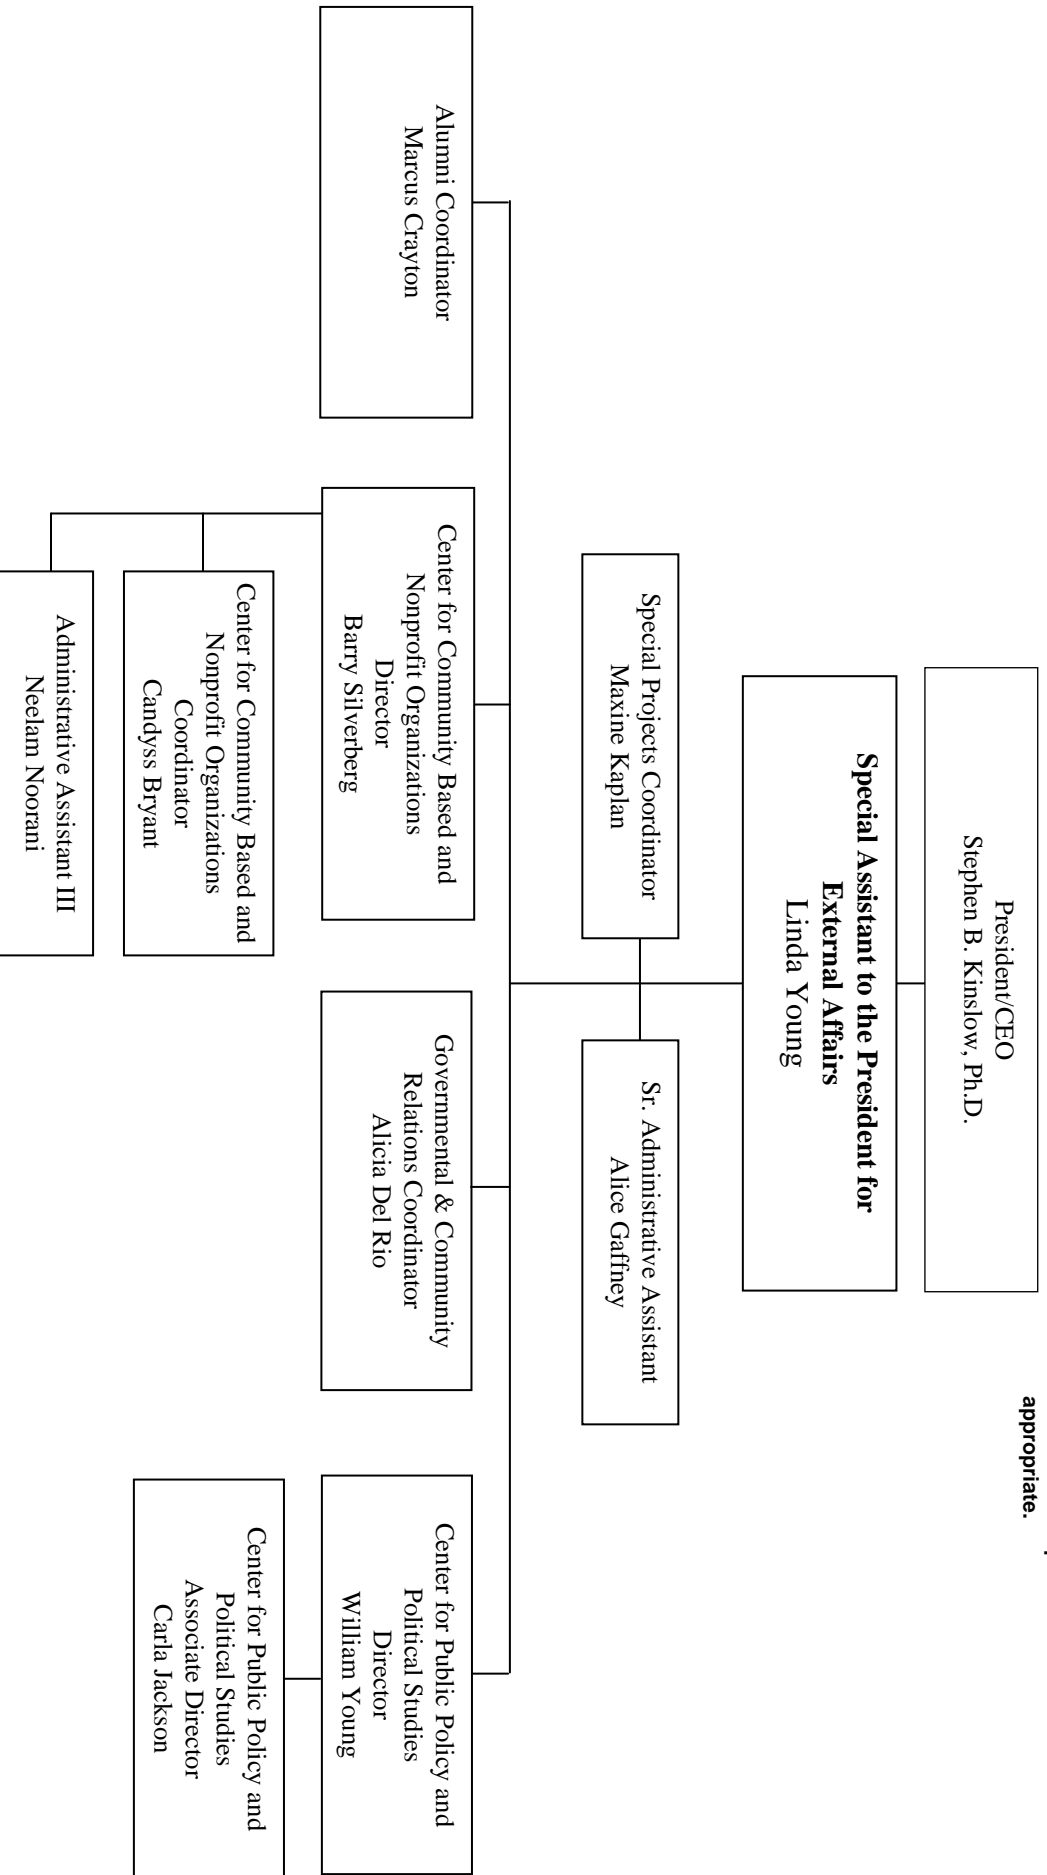 appropriate.
President/CEO
Stephen B. Kinslow, Ph.D.
Special Assistant to the President for
External Affairs
Linda Young
Special Projects Coordinator
Maxine Kaplan
Sr. Administrative Assistant
Alice Gaffney
Alumni Coordinator
Marcus Crayton
Center for Community Based and
Nonprofit Organizations
Director
Barry Silverberg
Governmental & Community
Relations Coordinator
Alicia Del Rio
Center for Public Policy and
Political Studies
Director
William Young
Center for Community Based and
Nonprofit Organizations
Coordinator
Candyss Bryant
Center for Public Policy and
Political Studies
Associate Director
Carla Jackson
Administrative Assistant III
Neelam Noorani